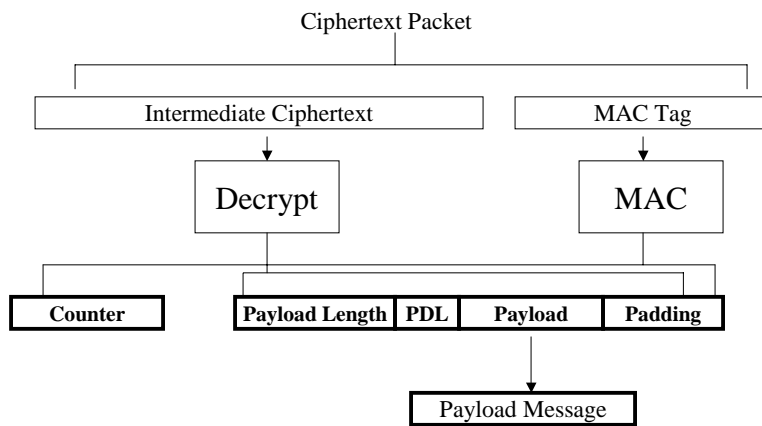 Ciphertext Packet
Intermediate Ciphertext MAC Tag
Decrypt MAC
Counter Payload Length PDL Payload Padding
Payload Message